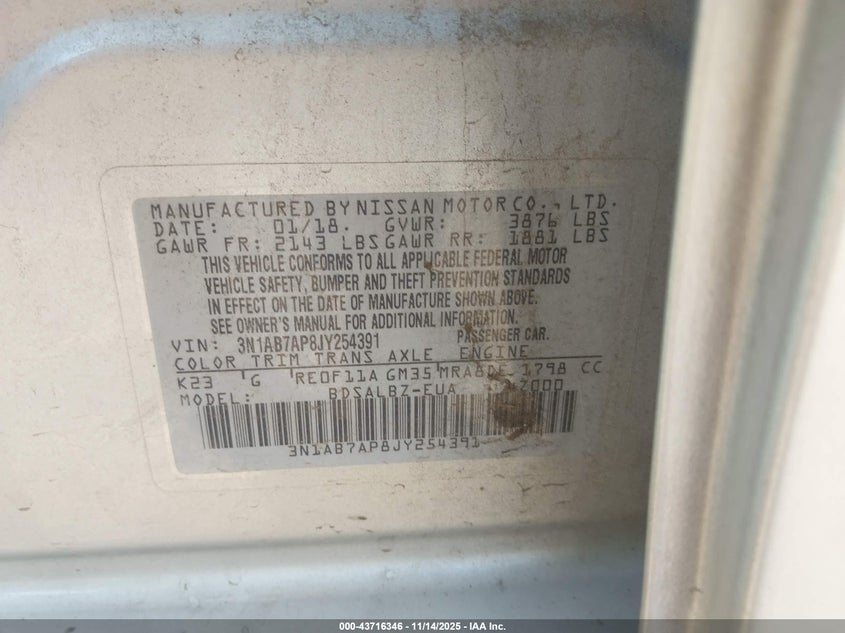 MANUFACTURED BY NISSAN MOTOR CO., LTD.
DATE: 01/18. GVWR: 3876 LBS
GAWR FR: 2143 LBS GAWR RR: 1881 LBS
THIS VEHICLE CONFORMS TO ALL APPLICABLE FEDERAL MOTOR
VEHICLE SAFETY, BUMPER AND THEFT PREVENTION STANDARDS
IN EFFECT ON THE DATE OF MANUFACTURE SHOWN ABOVE.
SEE OWNER'S MANUAL FOR ADDITIONAL INFORMATION.
VIN: 3N1AB7AP8JY254391 PASSENGER CAR.
COLOR TRIM TRANS AXLE ENGINE
K23 G RE0F11A GM35 MRA8DE 1798 CC
MODEL: BDSALBZ-EUA
3N1AB7AP8JY254391
000-43716346 - 11/14/2025 - IAA Inc.